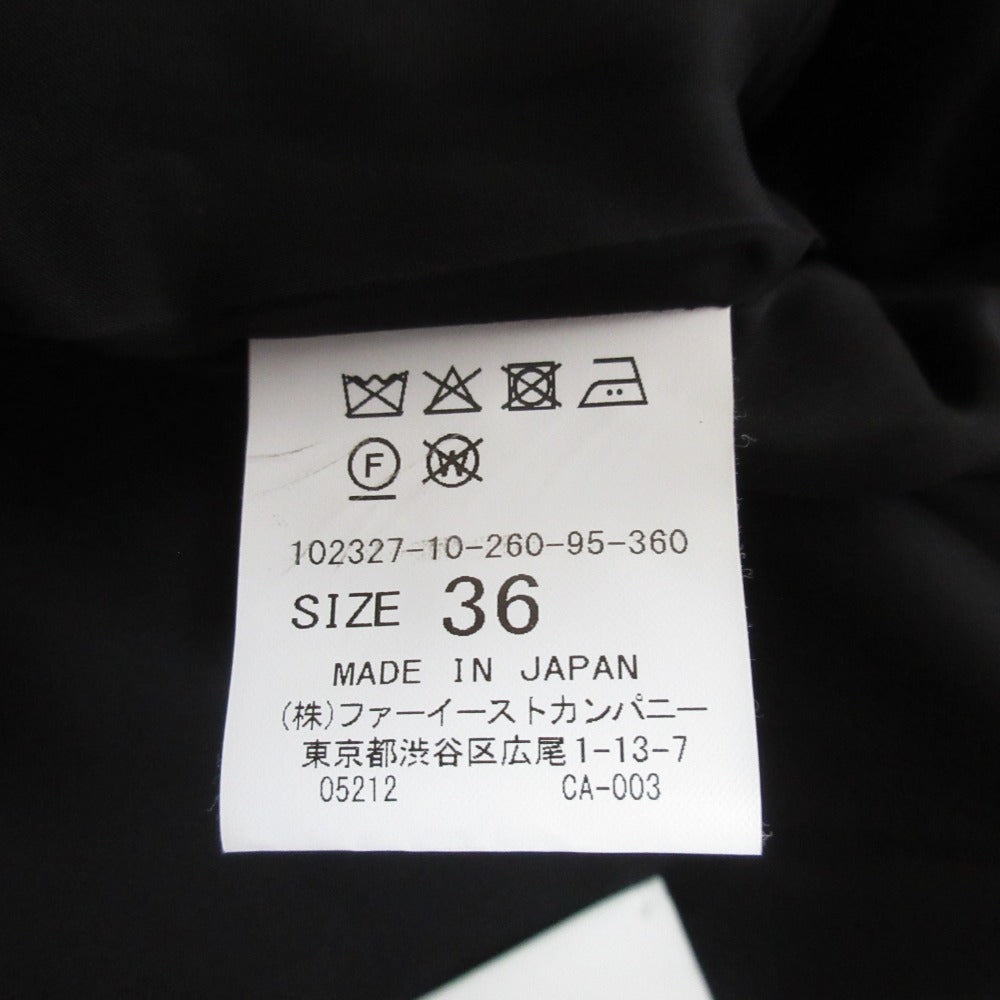 F W
102327-10-260-95-360
SIZE 36
MADE IN JAPAN
(株)ファーイーストカンパニー
東京都渋谷区広尾1-13-7
05212 CA-003